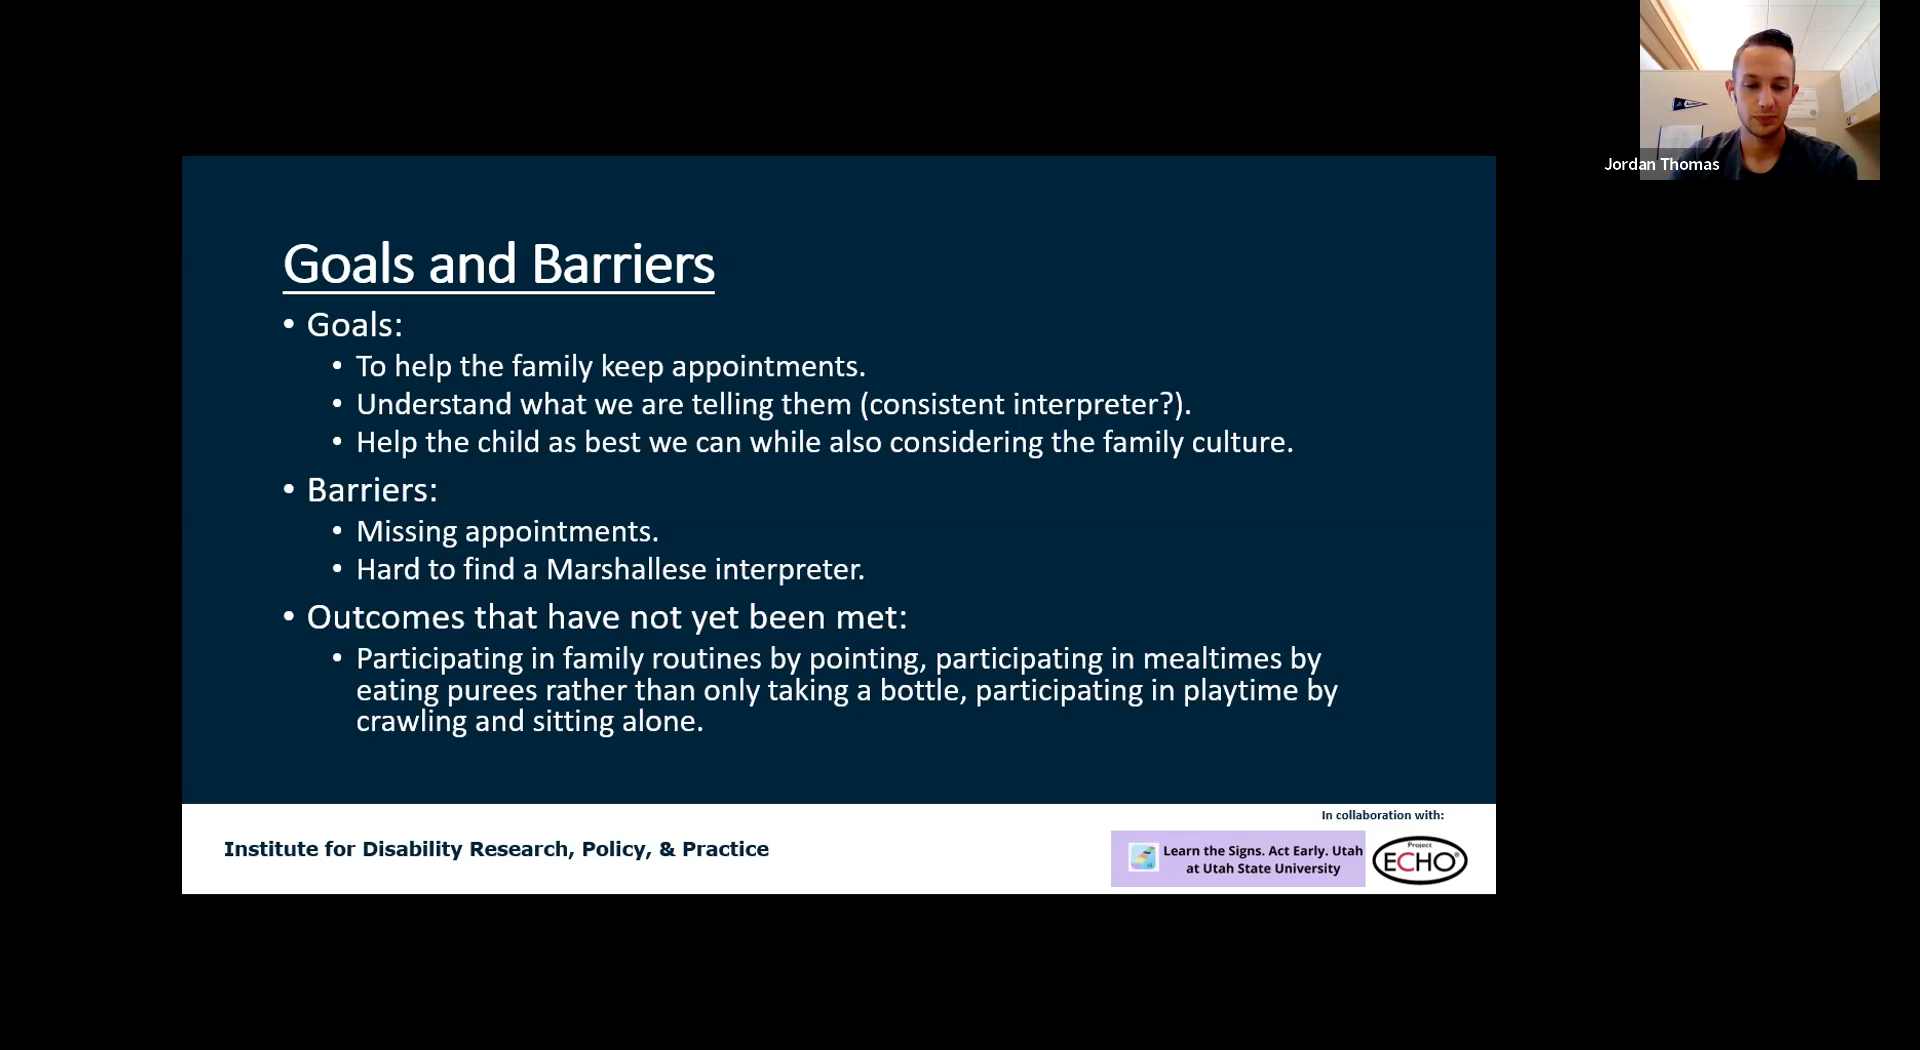 Jordan Thomas
Goals and Barriers
• Goals:
• To help the family keep appointments.
• Understand what we are telling them (consistent interpreter?).
• Help the child as best we can while also considering the family culture.
• Barriers:
• Missing appointments.
• Hard to find a Marshallese interpreter.
• Outcomes that have not yet been met:
• Participating in family routines by pointing, participating in mealtimes by
eating purees rather than only taking a bottle, participating in playtime by
crawling and sitting alone.
In collaboration with:
Institute for Disability Research, Policy, & Practice
Learn the Signs. Act Early. Utah
at Utah State University
Project
ECHO®